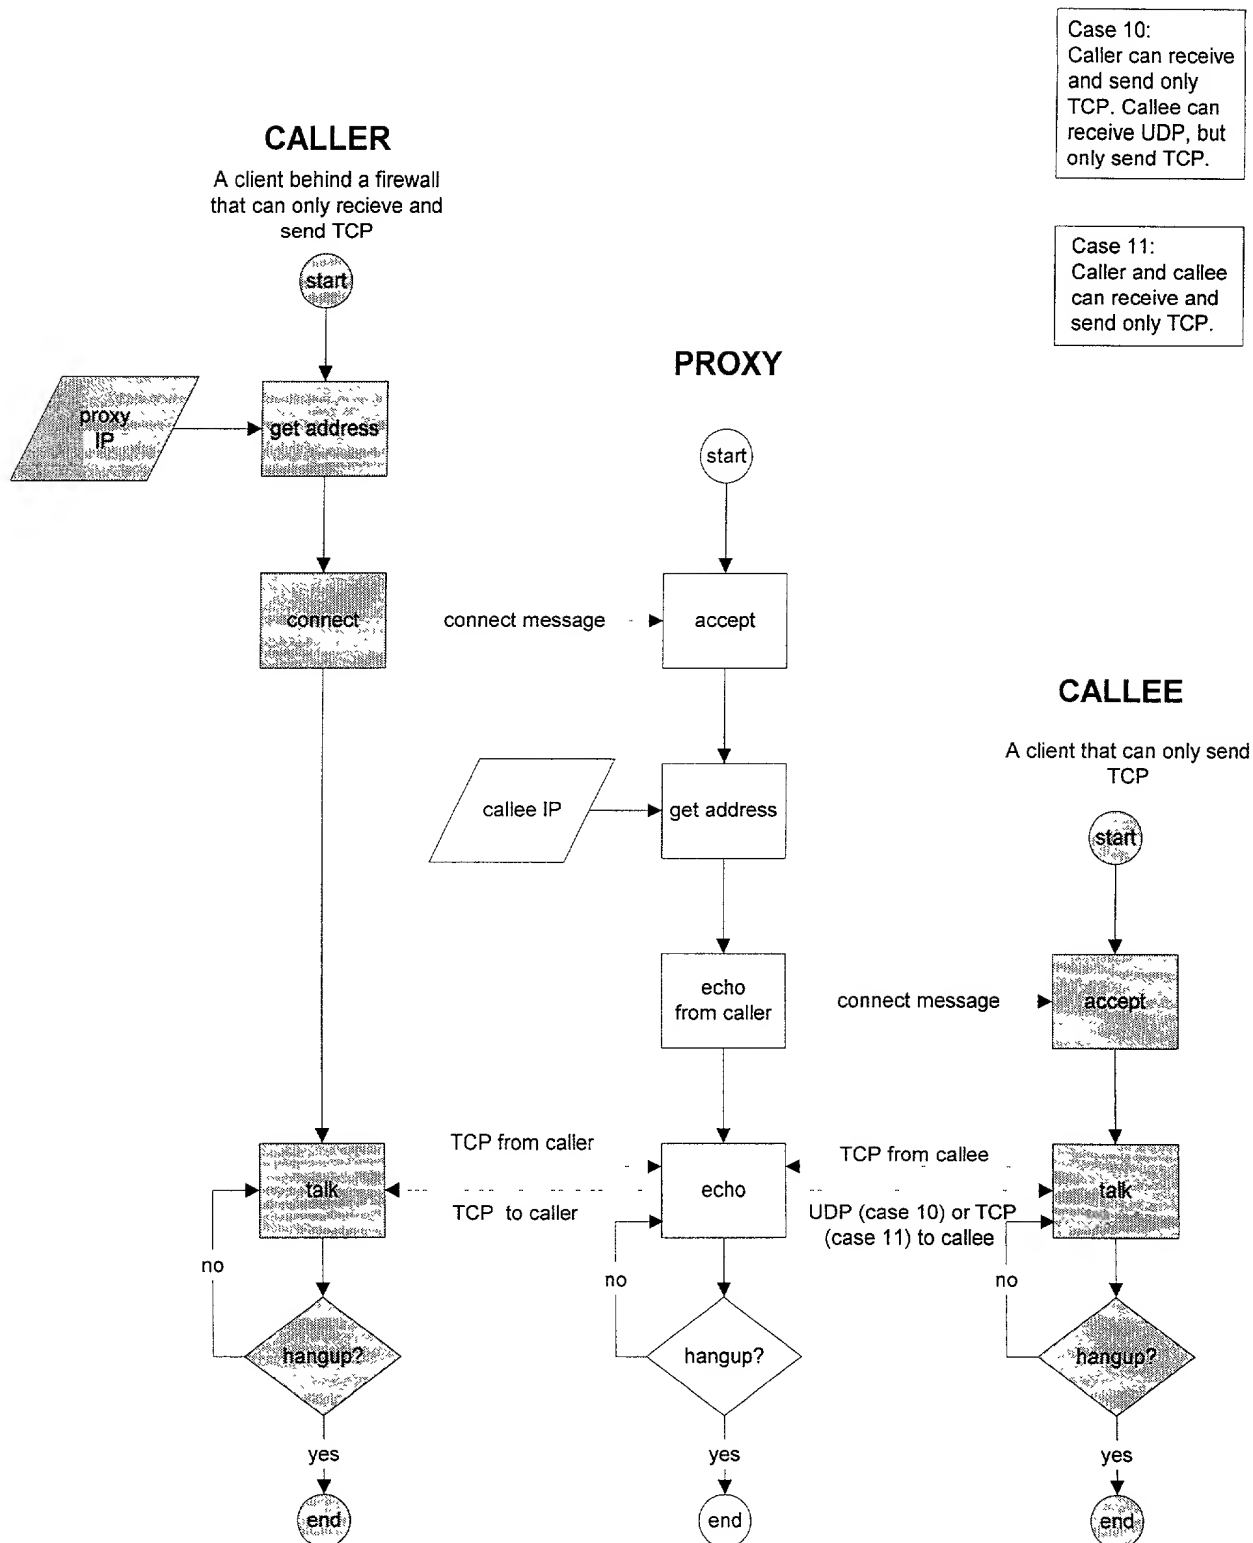 Case 10:
Caller can receive
and send only
TCP. Callee can
receive UDP, but
only send TCP.
CALLER
A client behind a firewall
that can only recieve and
send TCP
Case 11:
Caller and callee
can receive and
send only TCP.
start
PROXY
proxy
IP
get address
start
connect
connect message
accept
CALLEE
A client that can only send
TCP
callee IP
get address
start
echo
from caller
connect message
accept
TCP from caller
TCP from callee
talk
echo
talk
TCP to caller
UDP (case 10) or TCP
(case 11) to callee
no
no
no
hangup?
hangup?
hangup?
yes
yes
yes
end
end
end